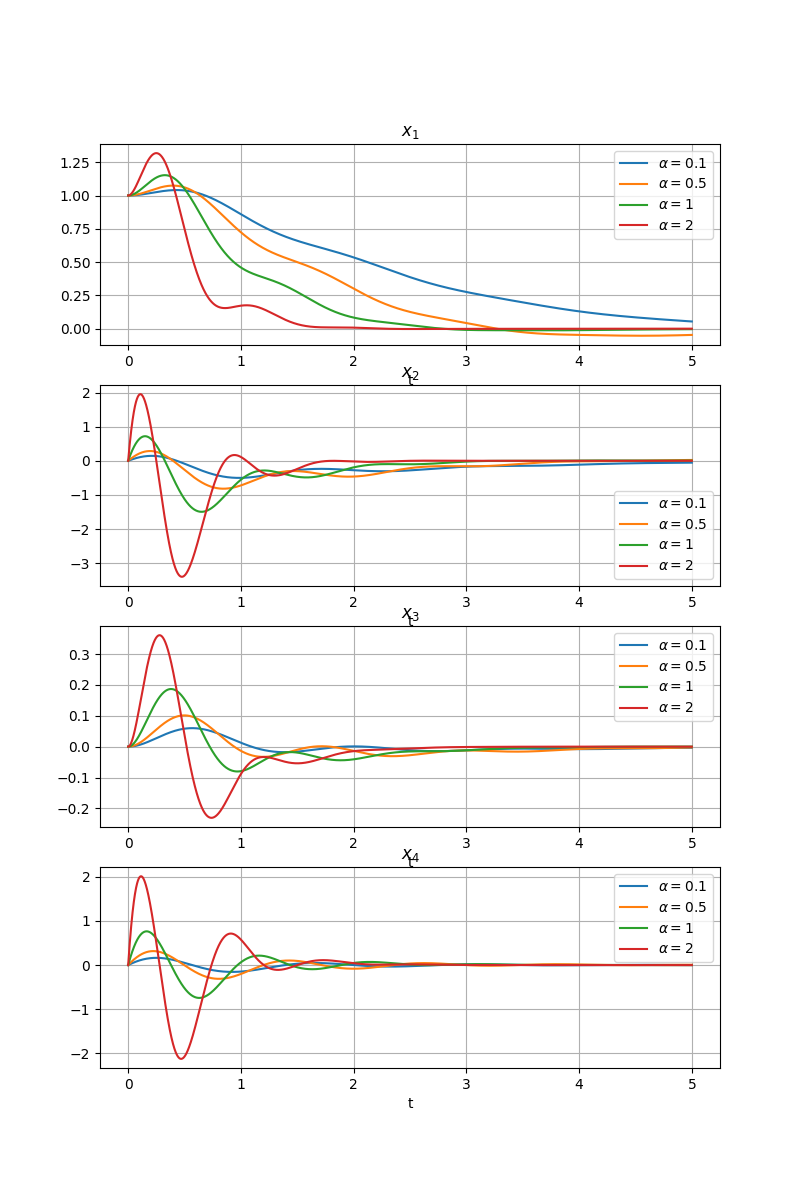 x₁
1.25
1.00
0.75
0.50
0.25
0.00
α = 0.1
α = 0.5
α = 1
α = 2
0 1 2 3 4 5
t
x₂
2
1
0
−1
−2
−3
α = 0.1
α = 0.5
α = 1
α = 2
0 1 2 3 4 5
t
x₃
0.3
0.2
0.1
0.0
−0.1
−0.2
α = 0.1
α = 0.5
α = 1
α = 2
0 1 2 3 4 5
t
x₄
2
1
0
−1
−2
α = 0.1
α = 0.5
α = 1
α = 2
0 1 2 3 4 5
t